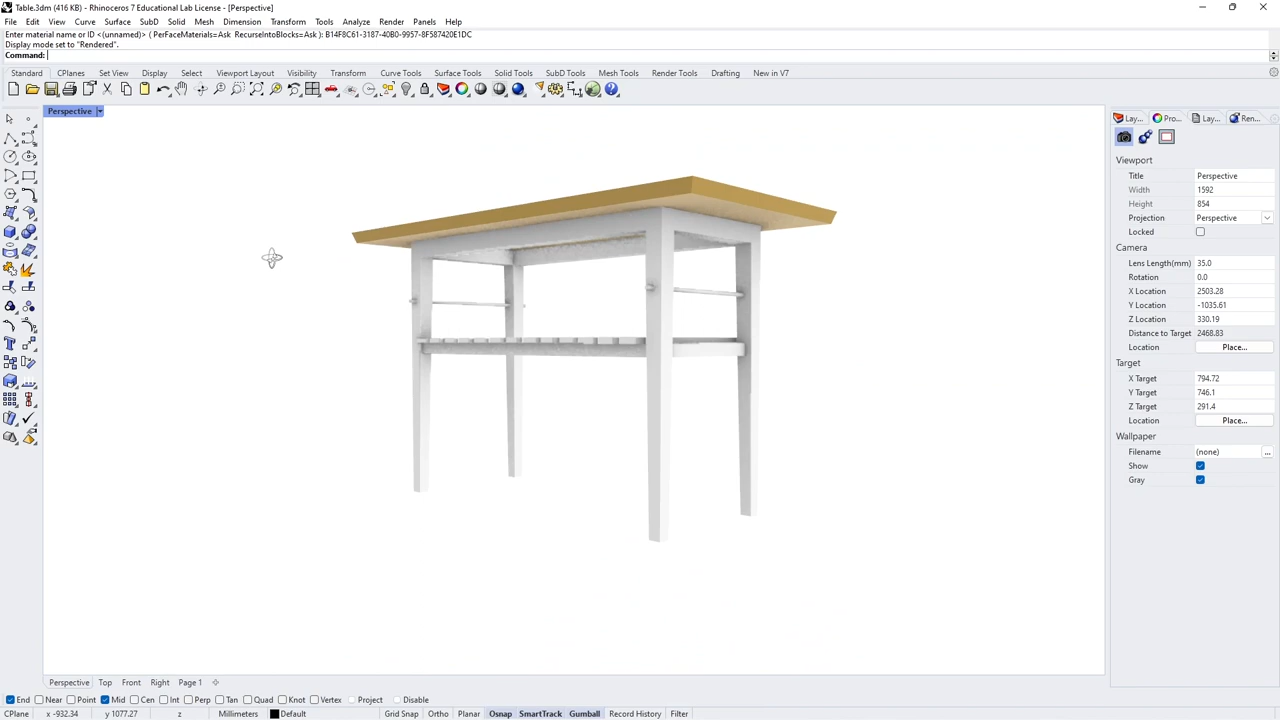 Table.3dm (416 KB) - Rhinoceros 7 Educational Lab License - [Perspective]
File Edit View Curve Surface SubD Solid Mesh Dimension Transform Tools Analyze Render Panels Help
Enter material name or ID <(unnamed)> ( PerFaceMaterials=Ask RecurseIntoBlocks=Ask ): B14F8C61-3187-40B0-9957-8F587420E1DC
Display mode set to "Rendered".
Command:
Standard CPlanes Set View Display Select Viewport Layout Visibility Transform Curve Tools Surface Tools Solid Tools SubD Tools Mesh Tools Render Tools Drafting New in V7
Perspective
Lay... Pro... Lay... Ren...
Viewport
Title Perspective
Width 1592
Height 854
Projection Perspective
Locked
Camera
Lens Length(mm) 35.0
Rotation 0.0
X Location 2503.28
Y Location -1035.61
Z Location 330.19
Distance to Target 2468.83
Location Place...
Target
X Target 794.72
Y Target 746.1
Z Target 291.4
Location Place...
Wallpaper
Filename (none) ...
Show
Gray
Perspective Top Front Right Page 1
End Near Point Mid Cen Int Perp Tan Quad Knot Vertex Project Disable
CPlane x -932.34 y 1077.27 z Millimeters Default Grid Snap Ortho Planar Osnap SmartTrack Gumball Record History Filter